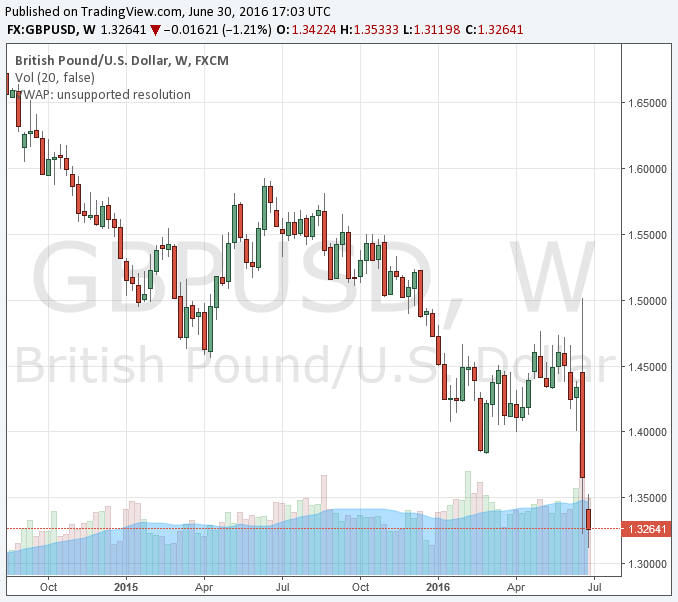 Published on TradingView.com, June 30, 2016 17:03 UTC
FX:GBPUSD, W 1.32641 ▼ −0.01621 (−1.21%) O:1.34224 H:1.35333 L:1.31198 C:1.32641
British Pound/U.S. Dollar, W, FXCM
Vol (20, false)
VWAP: unsupported resolution
GBPUSD, W
British Pound/U.S. Dollar
1.65000
1.60000
1.55000
1.50000
1.45000
1.40000
1.35000
1.32641
1.30000
Oct 2015 Apr Jul Oct 2016 Apr Jul